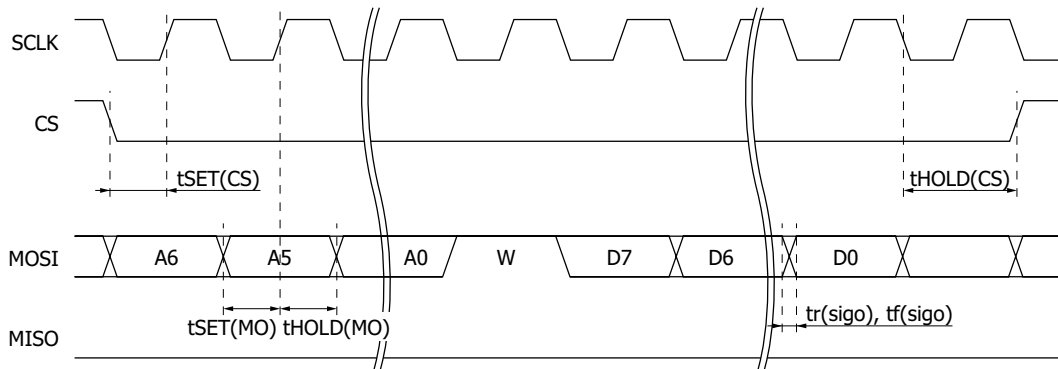 SCLK
CS
tSET(CS)
tHOLD(CS)
MOSI A6 A5 A0 W D7 D6 D0
tSET(MO) tHOLD(MO) tr(sigo), tf(sigo)
MISO